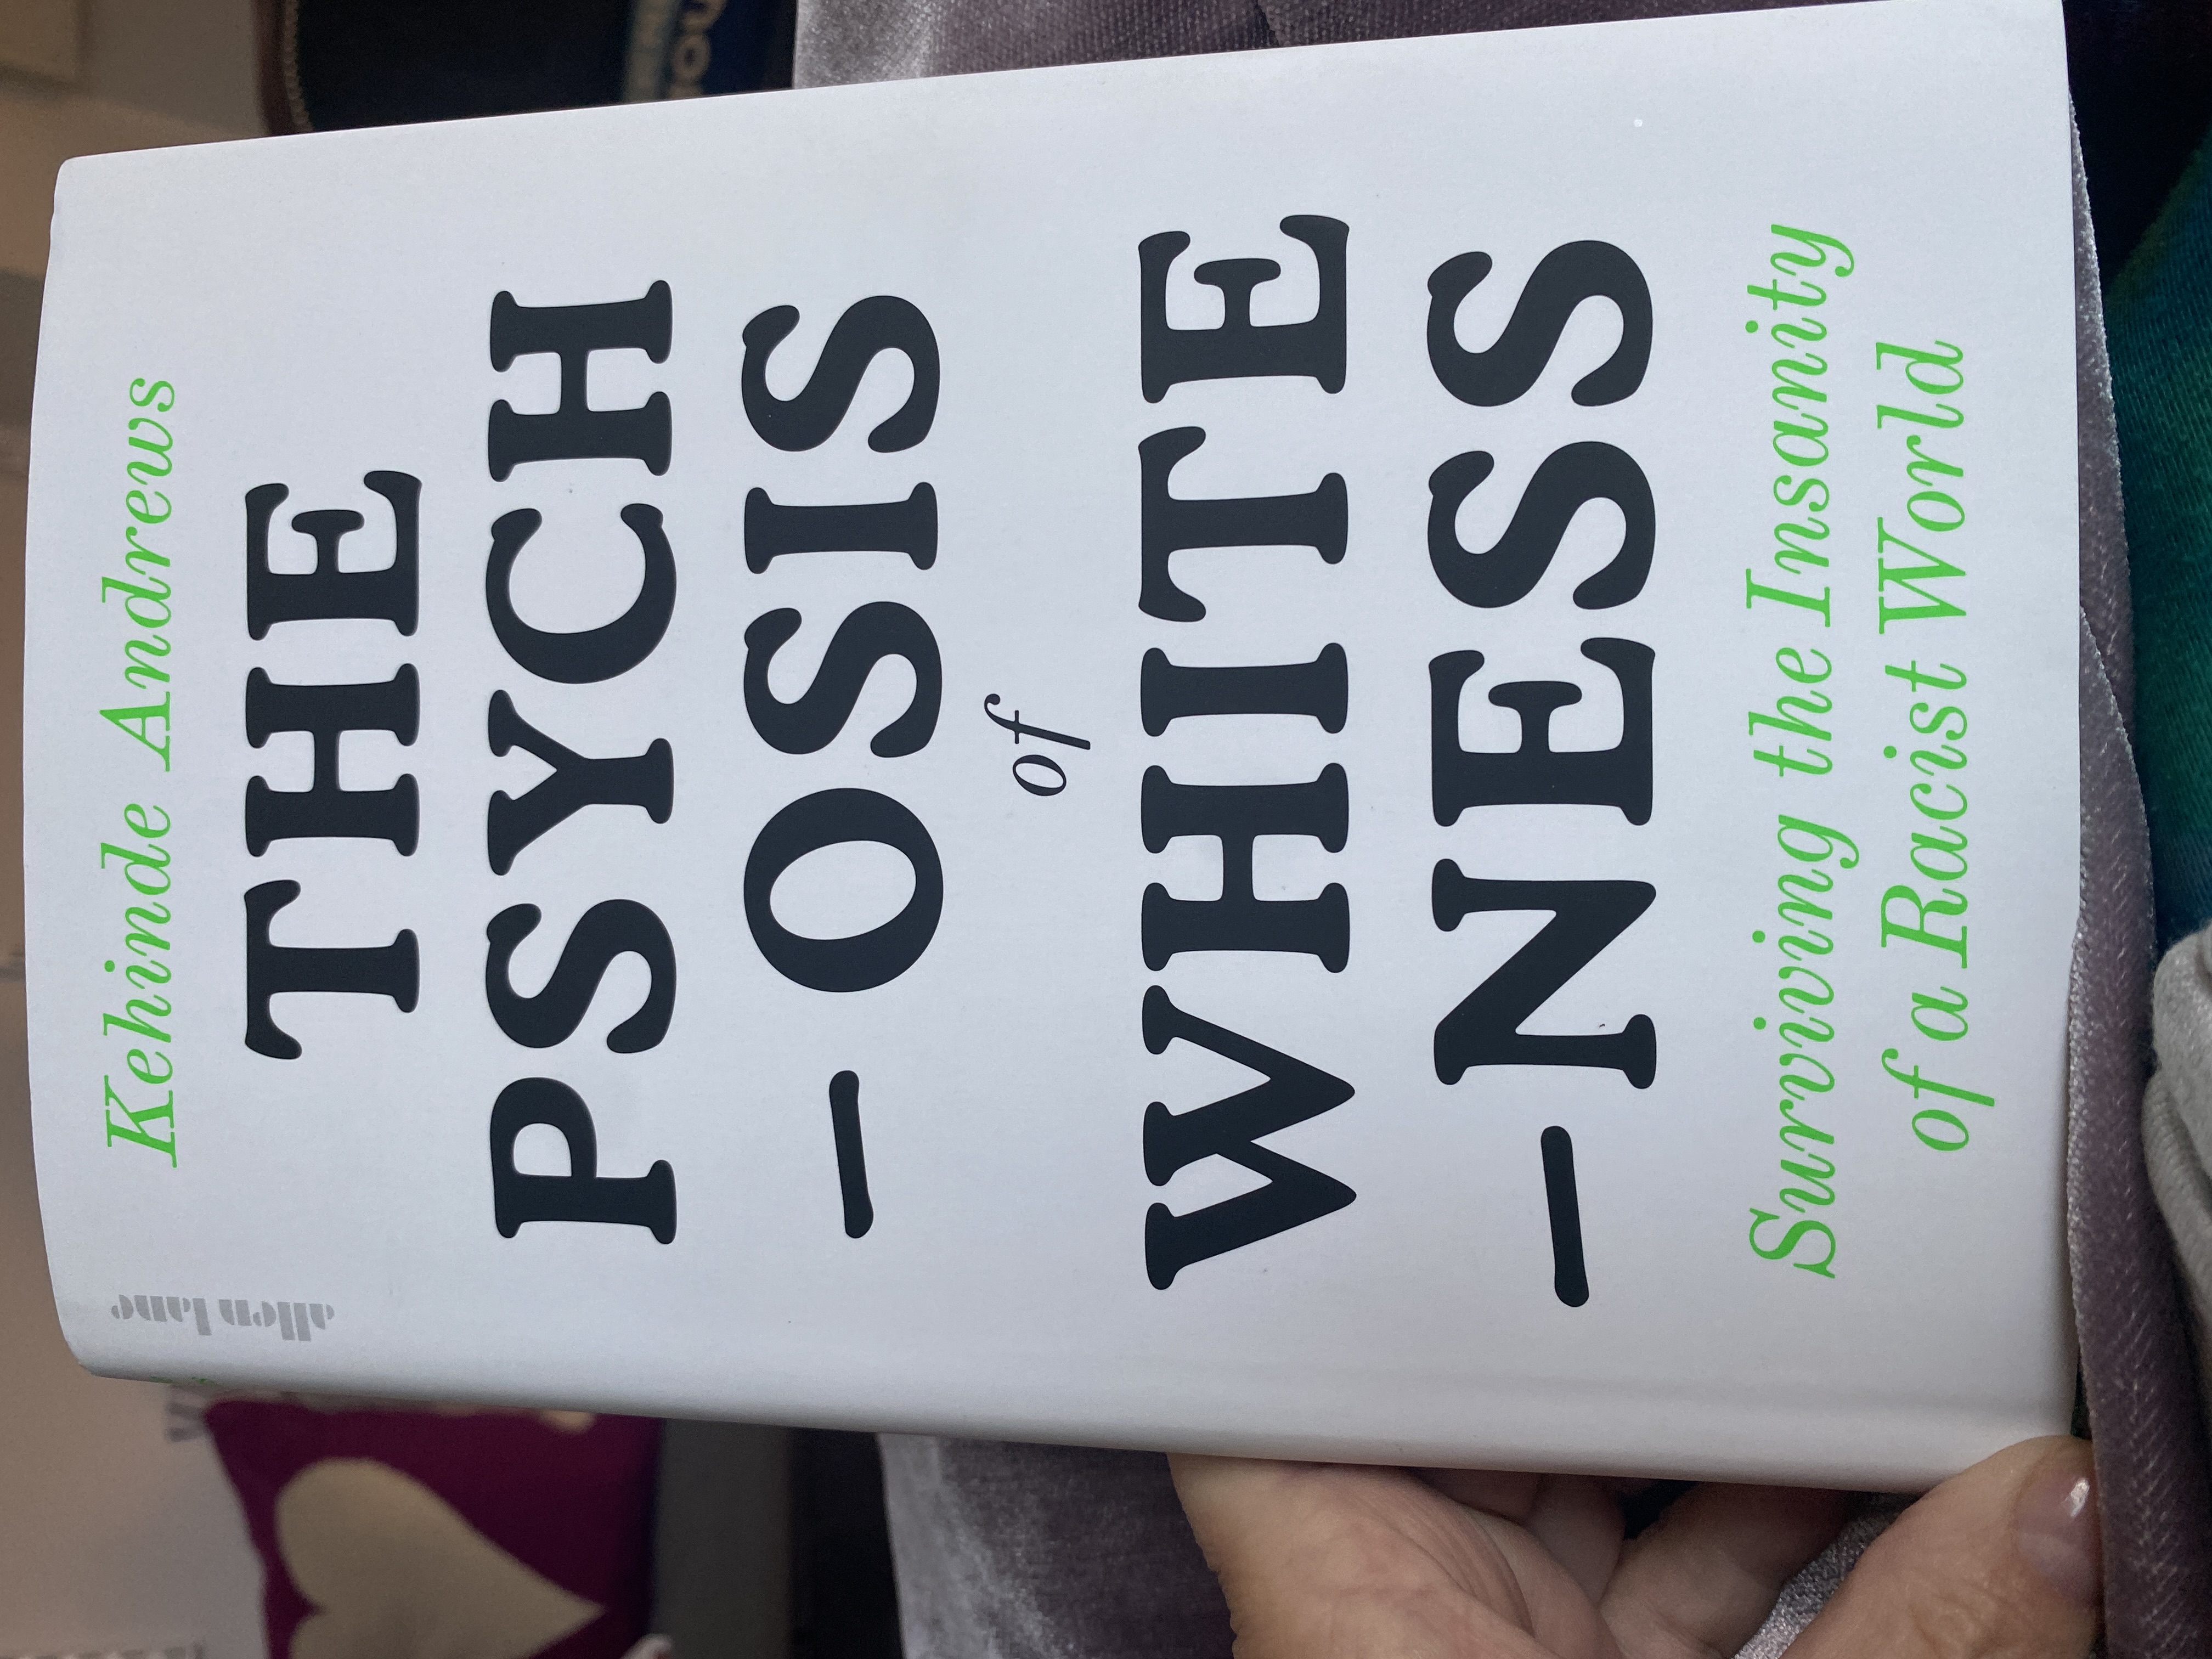 Kehinde Andrews
THE
PSYCH
-OSIS
of
WHITE
-NESS
Surviving the Insanity
of a Racist World
allen lane